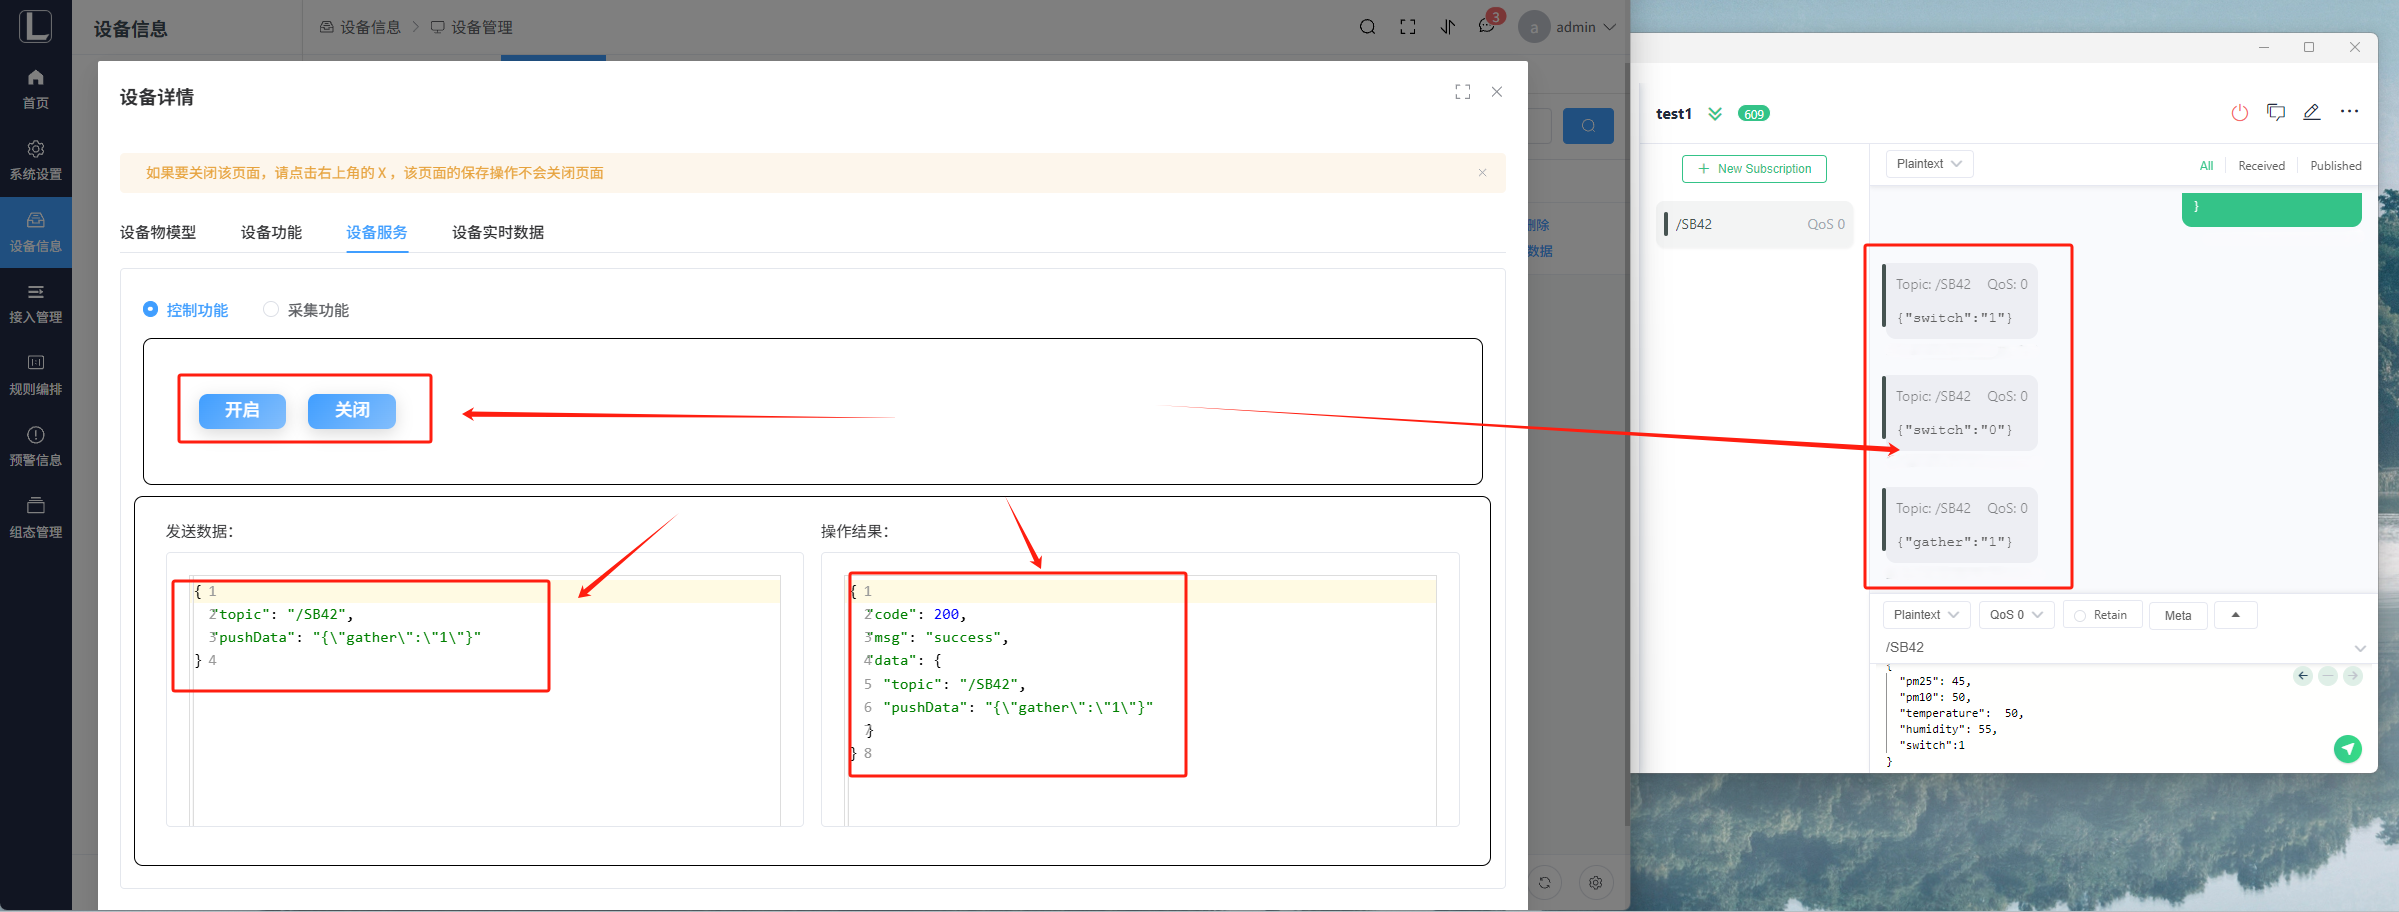 设备信息
设备信息
设备管理
3
a
admin
首页
系统设置
设备信息
接入管理
规则编排
预警信息
组态管理
设备详情
如果要关闭该页面，请点击右上角的 X ，该页面的保存操作不会关闭页面
设备物模型
设备功能
设备服务
设备实时数据
删除
数据
控制功能
采集功能
开启
关闭
发送数据：
{ 1
2 "topic": "/SB42",
3 "pushData": "{\"gather\":\"1\"}"
} 4
操作结果：
{ 1
2 "code": 200,
3 "msg": "success",
4 "data": {
5 "topic": "/SB42",
6 "pushData": "{\"gather\":\"1\"}"
7 }
} 8
test1
609
New Subscription
/SB42
QoS 0
Plaintext
All
Received
Published
}
Topic: /SB42 QoS: 0
{"switch":"1"}
Topic: /SB42 QoS: 0
{"switch":"0"}
Topic: /SB42 QoS: 0
{"gather":"1"}
Plaintext
QoS 0
Retain
Meta
/SB42
{
"pm25": 45,
"pm10": 50,
"temperature": 50,
"humidity": 55,
"switch":1
}